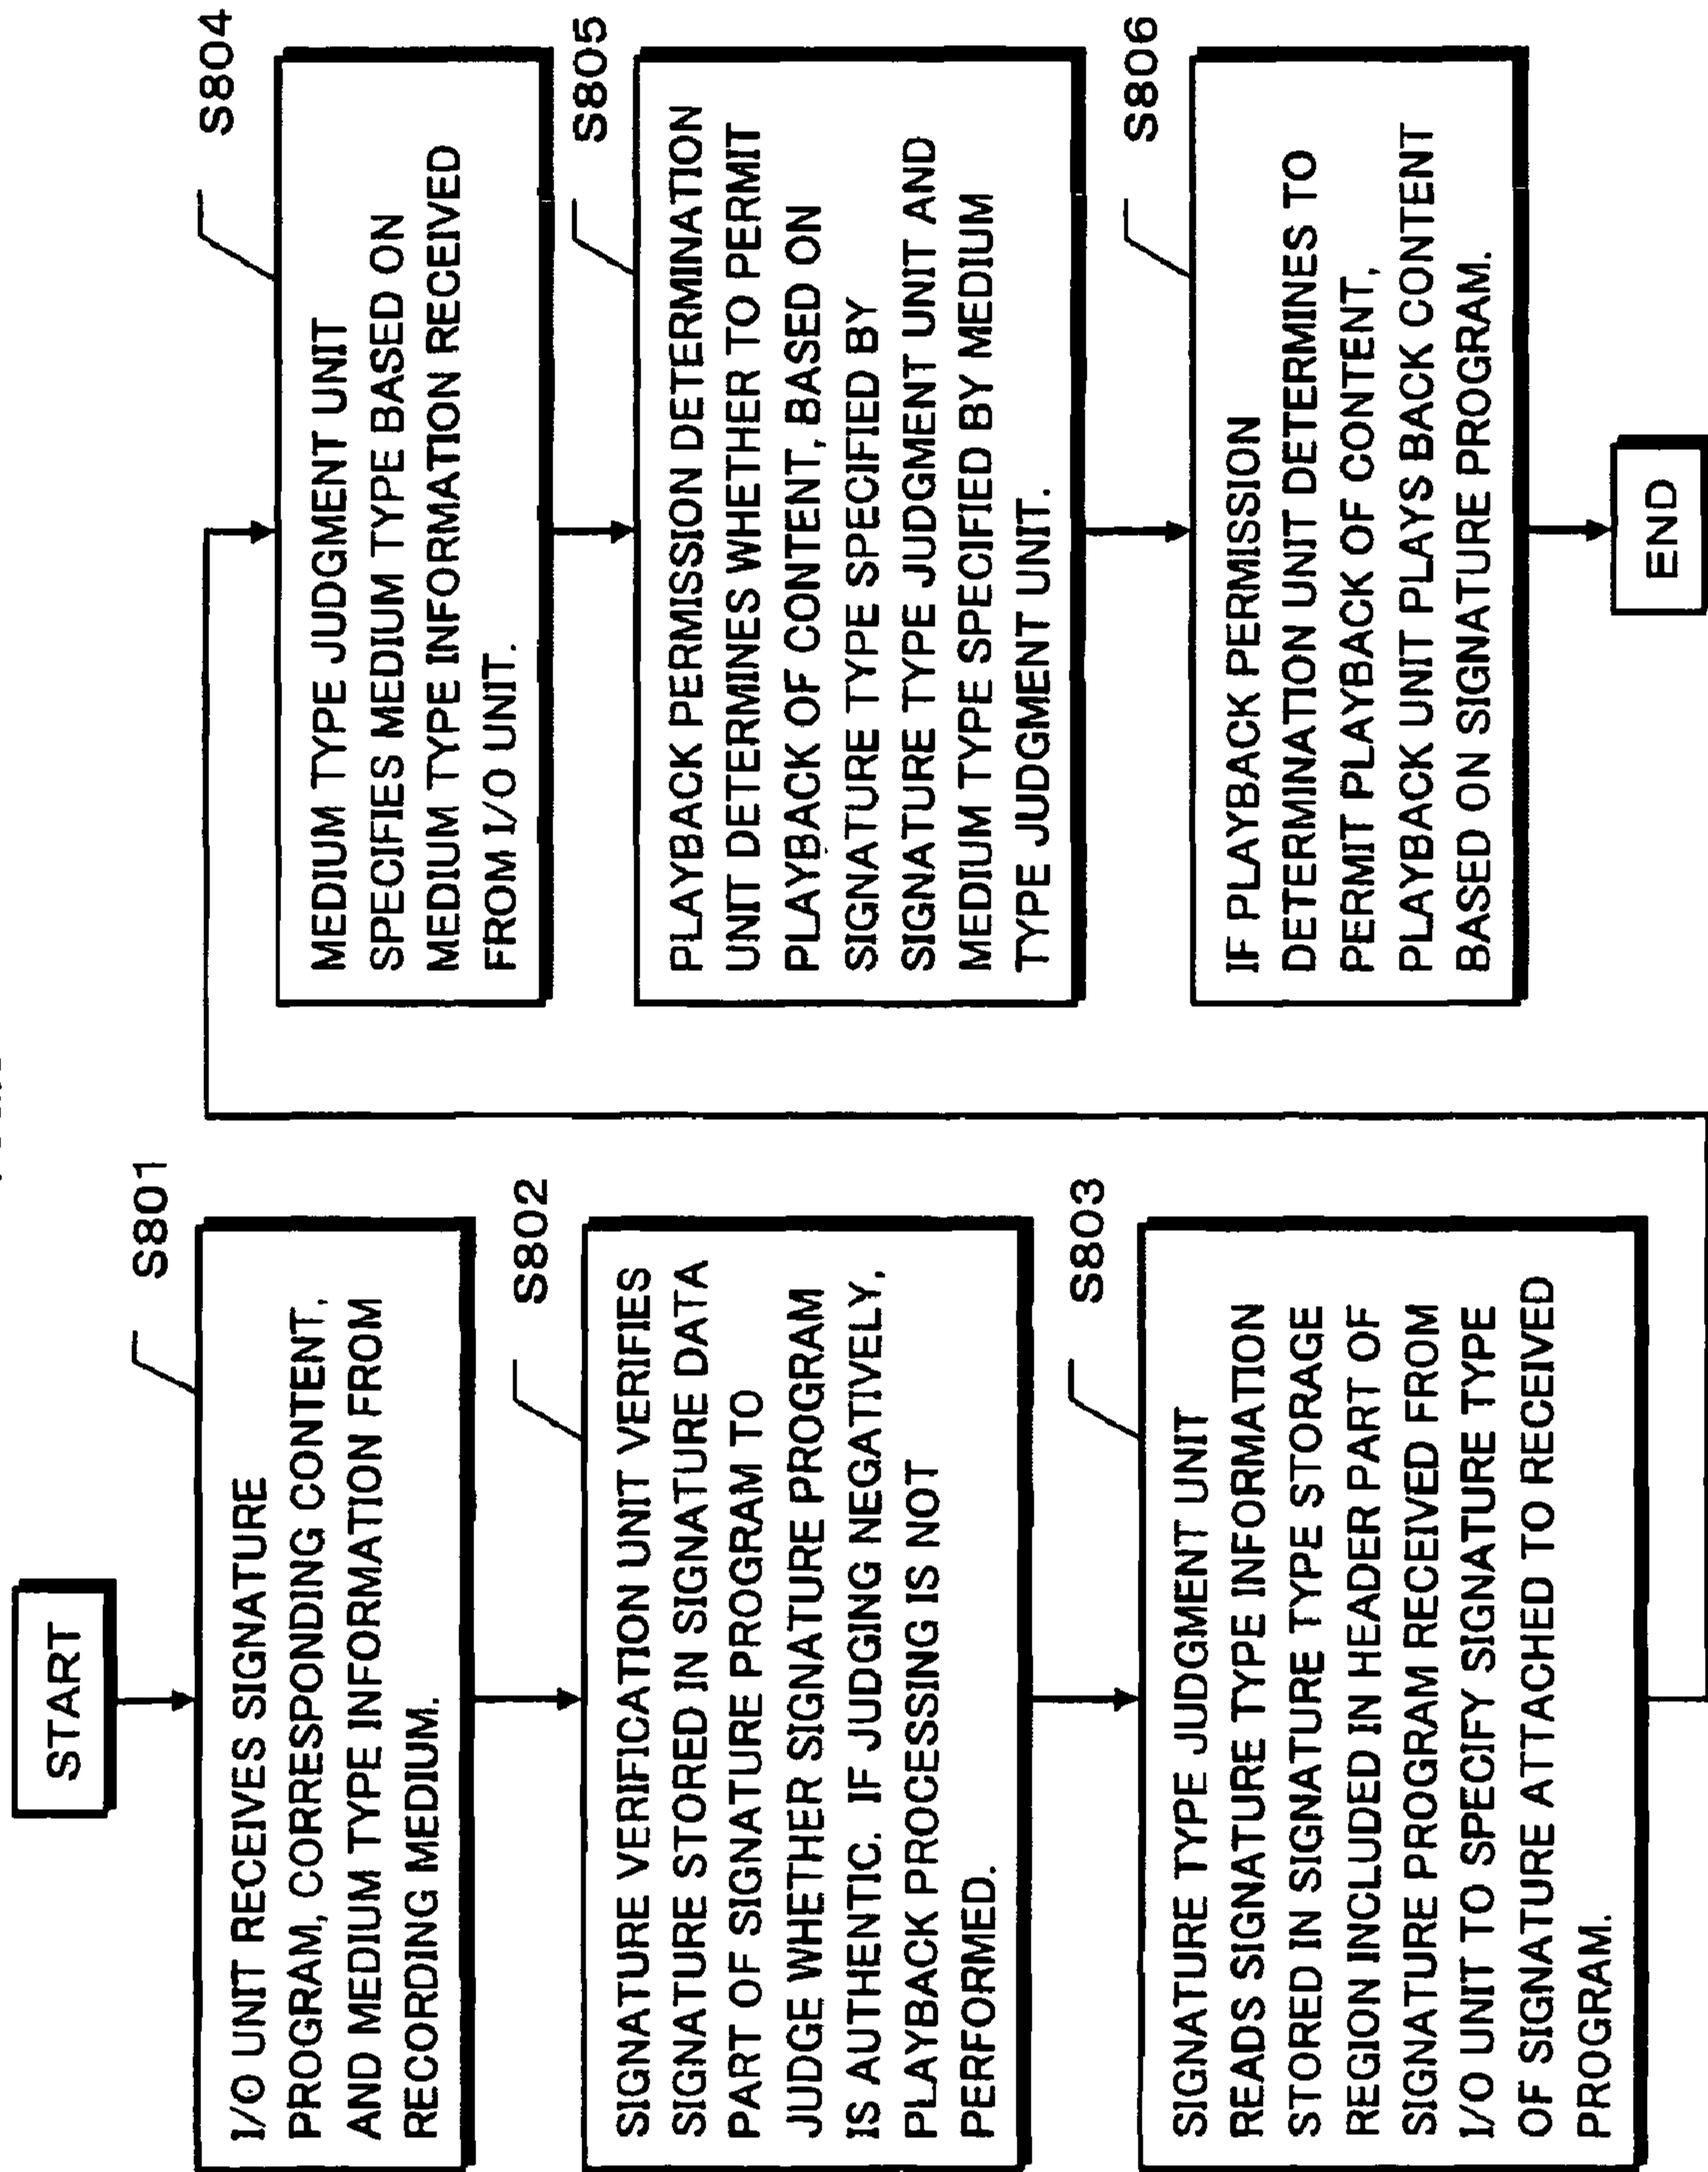 START
S801
I/O UNIT RECEIVES SIGNATURE
PROGRAM, CORRESPONDING CONTENT,
AND MEDIUM TYPE INFORMATION FROM
RECORDING MEDIUM.
S802
SIGNATURE VERIFICATION UNIT VERIFIES
SIGNATURE STORED IN SIGNATURE DATA
PART OF SIGNATURE PROGRAM TO
JUDGE WHETHER SIGNATURE PROGRAM
IS AUTHENTIC. IF JUDGING NEGATIVELY,
PLAYBACK PROCESSING IS NOT
PERFORMED.
S803
SIGNATURE TYPE JUDGMENT UNIT
READS SIGNATURE TYPE INFORMATION
STORED IN SIGNATURE TYPE STORAGE
REGION INCLUDED IN HEADER PART OF
SIGNATURE PROGRAM RECEIVED FROM
I/O UNIT TO SPECIFY SIGNATURE TYPE
OF SIGNATURE ATTACHED TO RECEIVED
PROGRAM.
S804
MEDIUM TYPE JUDGMENT UNIT
SPECIFIES MEDIUM TYPE BASED ON
MEDIUM TYPE INFORMATION RECEIVED
FROM I/O UNIT.
S805
PLAYBACK PERMISSION DETERMINATION
UNIT DETERMINES WHETHER TO PERMIT
PLAYBACK OF CONTENT, BASED ON
SIGNATURE TYPE SPECIFIED BY
SIGNATURE TYPE JUDGMENT UNIT AND
MEDIUM TYPE SPECIFIED BY MEDIUM
TYPE JUDGMENT UNIT.
S806
IF PLAYBACK PERMISSION
DETERMINATION UNIT DETERMINES TO
PERMIT PLAYBACK OF CONTENT,
PLAYBACK UNIT PLAYS BACK CONTENT
BASED ON SIGNATURE PROGRAM.
END